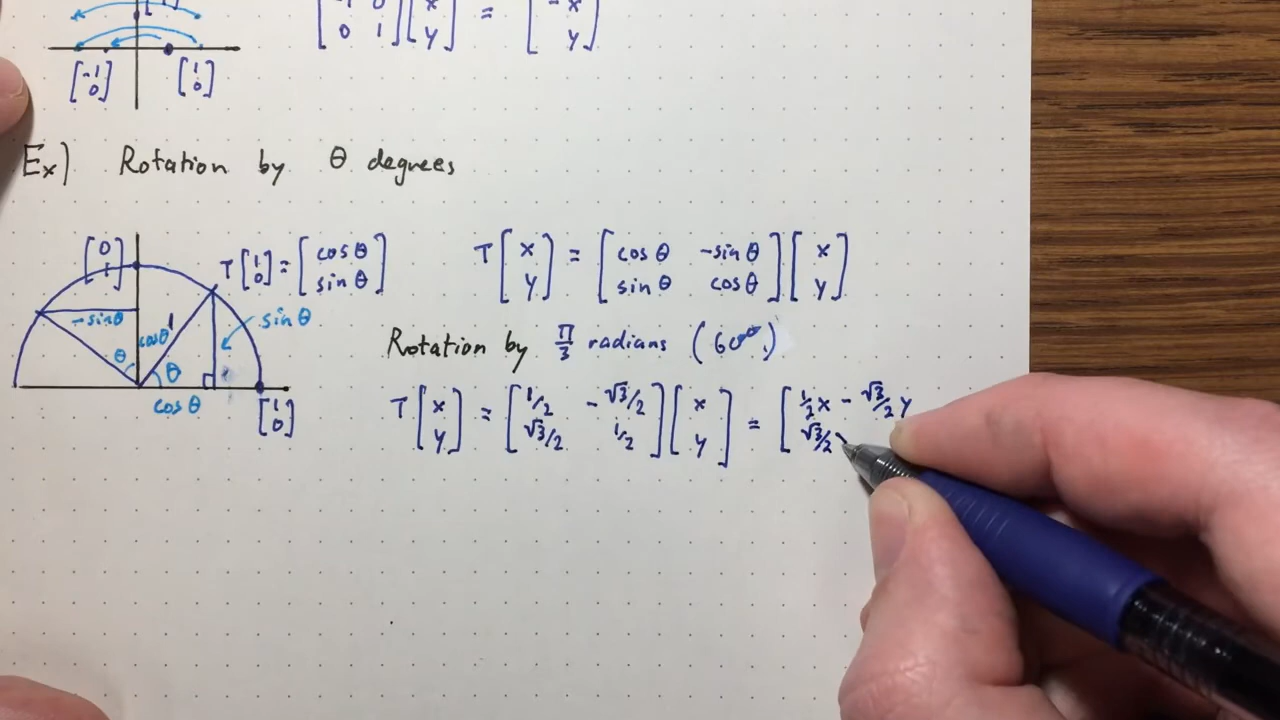 [-1 0; 0 1][x; y] = [-x; y]
[-1; 0] [1; 0]
Ex) Rotation by θ degrees
[0; 1] T[1; 0] = [cos θ; sin θ]
T[x; y] = [cos θ -sin θ; sin θ cos θ][x; y]
-sin θ cos θ 1 sin θ
θ θ
cos θ [1; 0]
Rotation by π/3 radians (60°)
T[x; y] = [1/2 -√3/2; √3/2 1/2][x; y] = [1/2 x - √3/2 y; √3/2